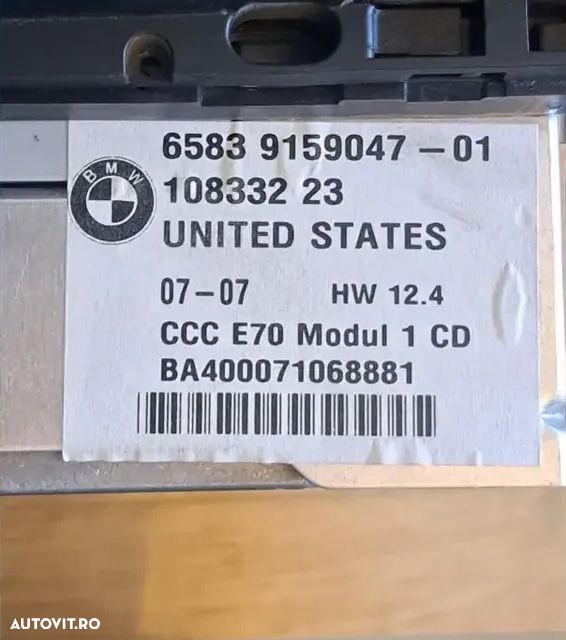 BMW
6583 9159047-01
108332 23
UNITED STATES
07-07 HW 12.4
CCC E70 Modul 1 CD
BA400071068881
AUTOVIT.RO